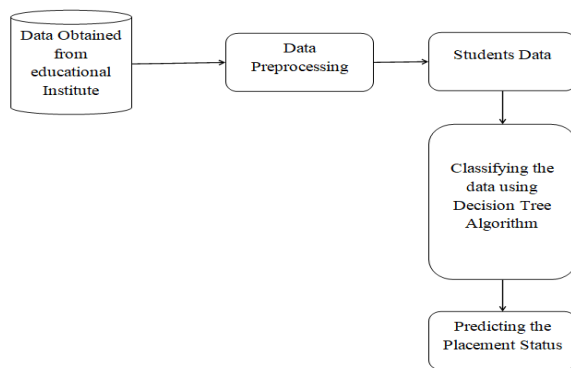 Data Obtained
from
educational
Institute
Data
Preprocessing
Students Data
Classifying the
data using
Decision Tree
Algorithm
Predicting the
Placement Status